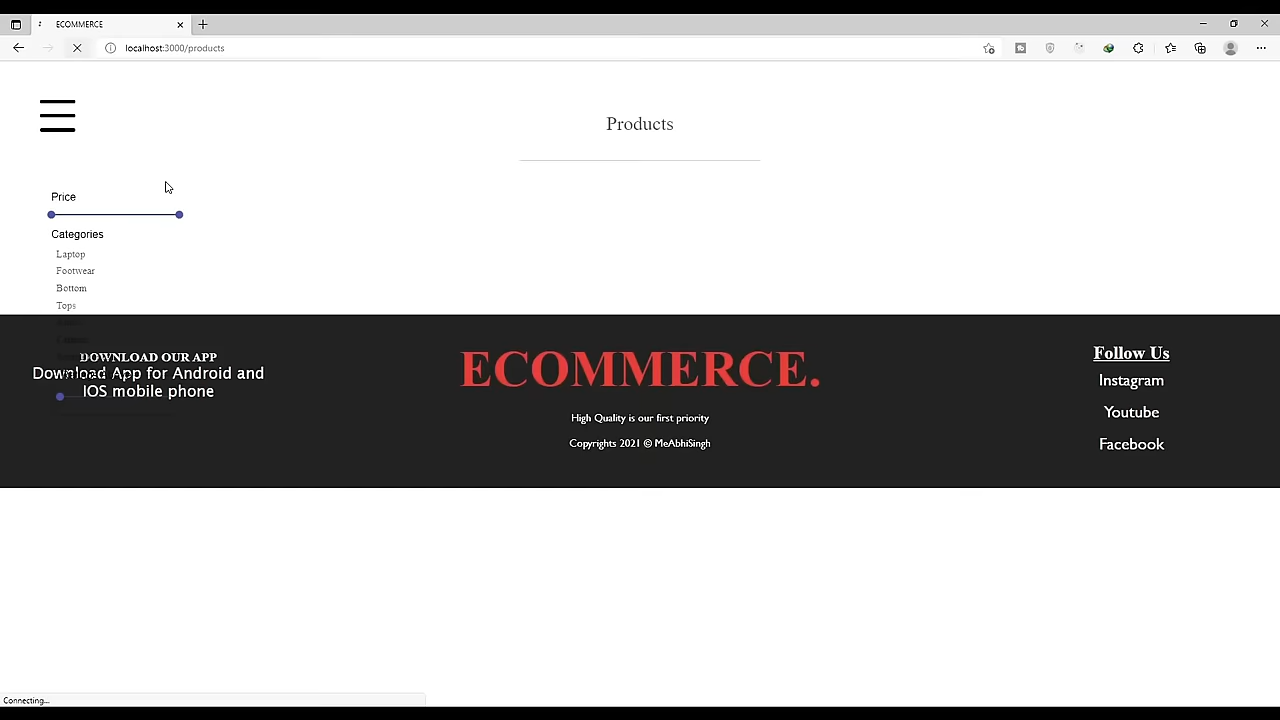 ECOMMERCE
localhost:3000/products
Products
Price
Categories
Laptop
Footwear
Bottom
Tops
DOWNLOAD OUR APP
Download App for Android and
IOS mobile phone
ECOMMERCE.
High Quality is our first priority
Copyrights 2021 © MeAbhiSingh
Follow Us
Instagram
Youtube
Facebook
Connecting...